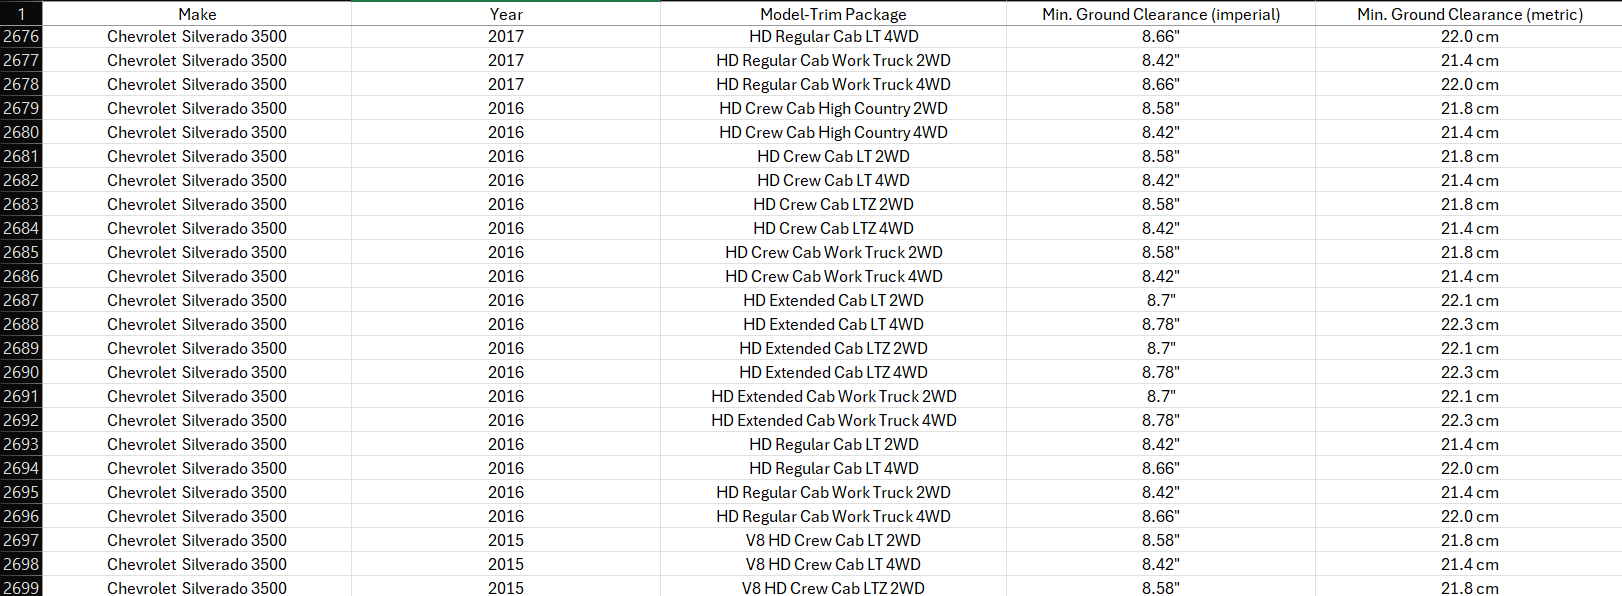 1 Make Year Model-Trim Package Min. Ground Clearance (imperial) Min. Ground Clearance (metric)
2676 Chevrolet Silverado 3500 2017 HD Regular Cab LT 4WD 8.66" 22.0 cm
2677 Chevrolet Silverado 3500 2017 HD Regular Cab Work Truck 2WD 8.42" 21.4 cm
2678 Chevrolet Silverado 3500 2017 HD Regular Cab Work Truck 4WD 8.66" 22.0 cm
2679 Chevrolet Silverado 3500 2016 HD Crew Cab High Country 2WD 8.58" 21.8 cm
2680 Chevrolet Silverado 3500 2016 HD Crew Cab High Country 4WD 8.42" 21.4 cm
2681 Chevrolet Silverado 3500 2016 HD Crew Cab LT 2WD 8.58" 21.8 cm
2682 Chevrolet Silverado 3500 2016 HD Crew Cab LT 4WD 8.42" 21.4 cm
2683 Chevrolet Silverado 3500 2016 HD Crew Cab LTZ 2WD 8.58" 21.8 cm
2684 Chevrolet Silverado 3500 2016 HD Crew Cab LTZ 4WD 8.42" 21.4 cm
2685 Chevrolet Silverado 3500 2016 HD Crew Cab Work Truck 2WD 8.58" 21.8 cm
2686 Chevrolet Silverado 3500 2016 HD Crew Cab Work Truck 4WD 8.42" 21.4 cm
2687 Chevrolet Silverado 3500 2016 HD Extended Cab LT 2WD 8.7" 22.1 cm
2688 Chevrolet Silverado 3500 2016 HD Extended Cab LT 4WD 8.78" 22.3 cm
2689 Chevrolet Silverado 3500 2016 HD Extended Cab LTZ 2WD 8.7" 22.1 cm
2690 Chevrolet Silverado 3500 2016 HD Extended Cab LTZ 4WD 8.78" 22.3 cm
2691 Chevrolet Silverado 3500 2016 HD Extended Cab Work Truck 2WD 8.7" 22.1 cm
2692 Chevrolet Silverado 3500 2016 HD Extended Cab Work Truck 4WD 8.78" 22.3 cm
2693 Chevrolet Silverado 3500 2016 HD Regular Cab LT 2WD 8.42" 21.4 cm
2694 Chevrolet Silverado 3500 2016 HD Regular Cab LT 4WD 8.66" 22.0 cm
2695 Chevrolet Silverado 3500 2016 HD Regular Cab Work Truck 2WD 8.42" 21.4 cm
2696 Chevrolet Silverado 3500 2016 HD Regular Cab Work Truck 4WD 8.66" 22.0 cm
2697 Chevrolet Silverado 3500 2015 V8 HD Crew Cab LT 2WD 8.58" 21.8 cm
2698 Chevrolet Silverado 3500 2015 V8 HD Crew Cab LT 4WD 8.42" 21.4 cm
2699 Chevrolet Silverado 3500 2015 V8 HD Crew Cab LTZ 2WD 8.58" 21.8 cm